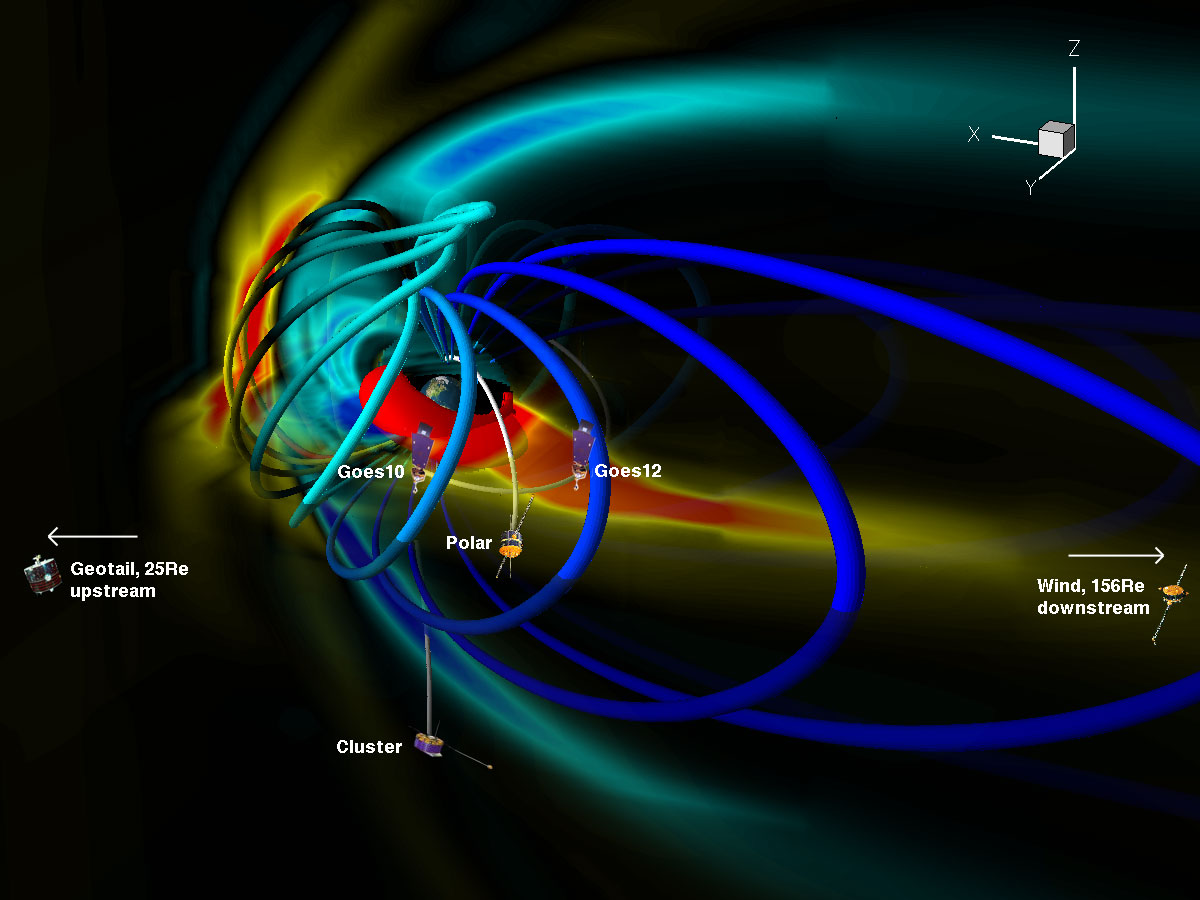 Z
X
Y
Goes10
Goes12
Polar
Geotail, 25Re
upstream
Wind, 156Re
downstream
Cluster